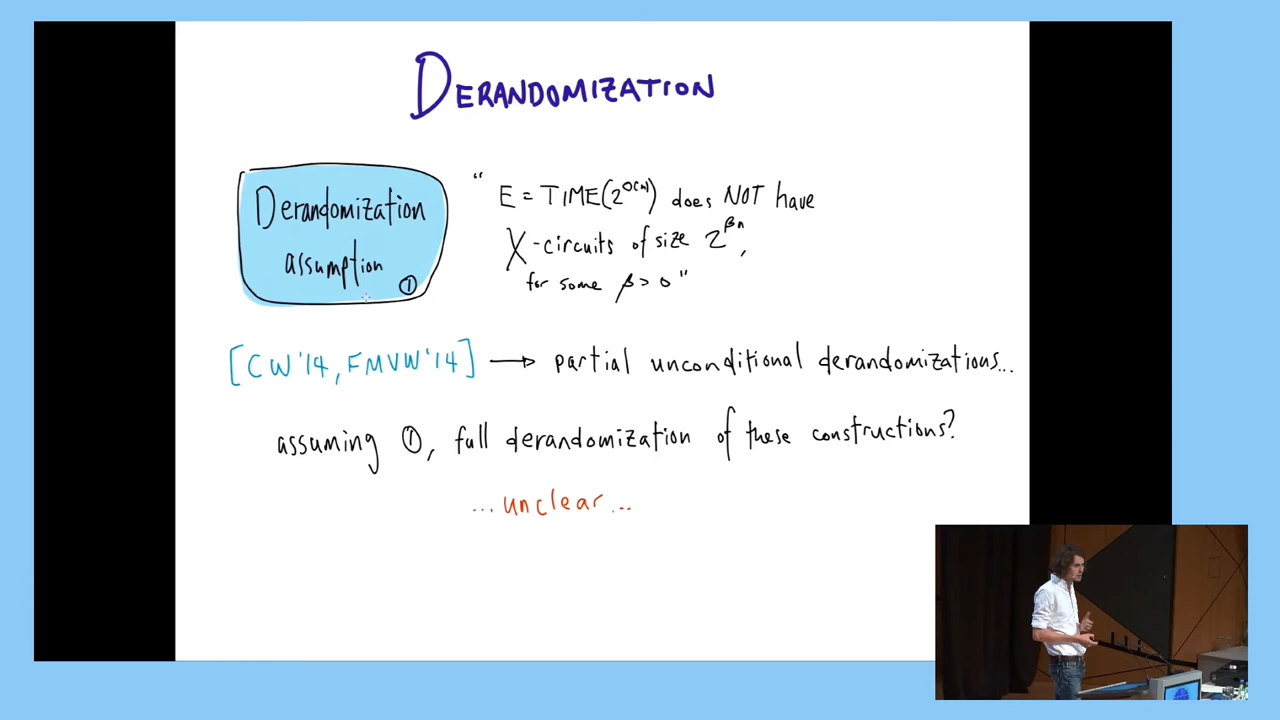 DERANDOMIZATION
Derandomization
assumption ①
" E = TIME(2^{O(n)}) does NOT have
X-circuits of size 2^{βn},
for some β > 0 "
[CW'14, FMVW'14] → partial unconditional derandomizations...
assuming ①, full derandomization of these constructions?
...unclear...